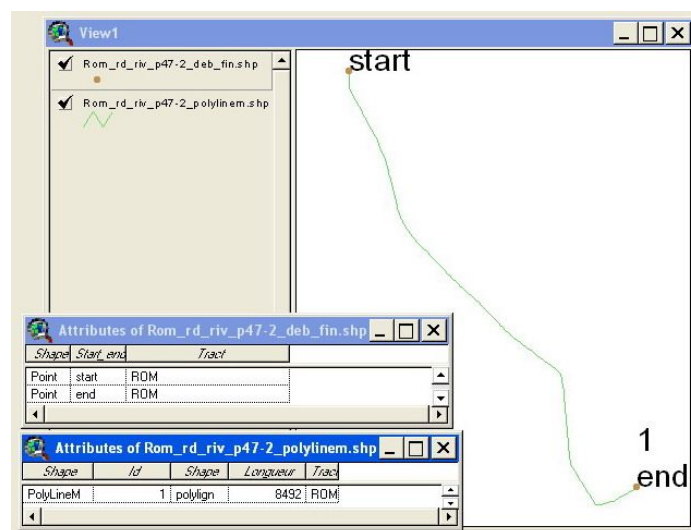 View1
Rom_rd_riv_p47-2_deb_fin.shp
Rom_rd_riv_p47-2_polylinem.shp
start
1
end
Attributes of Rom_rd_riv_p47-2_deb_fin.shp
Shape Start_end Tract
Point start ROM
Point end ROM
Attributes of Rom_rd_riv_p47-2_polylinem.shp
Shape Id Shape Longueur Tract
PolyLineM 1 polylign 8492 ROM